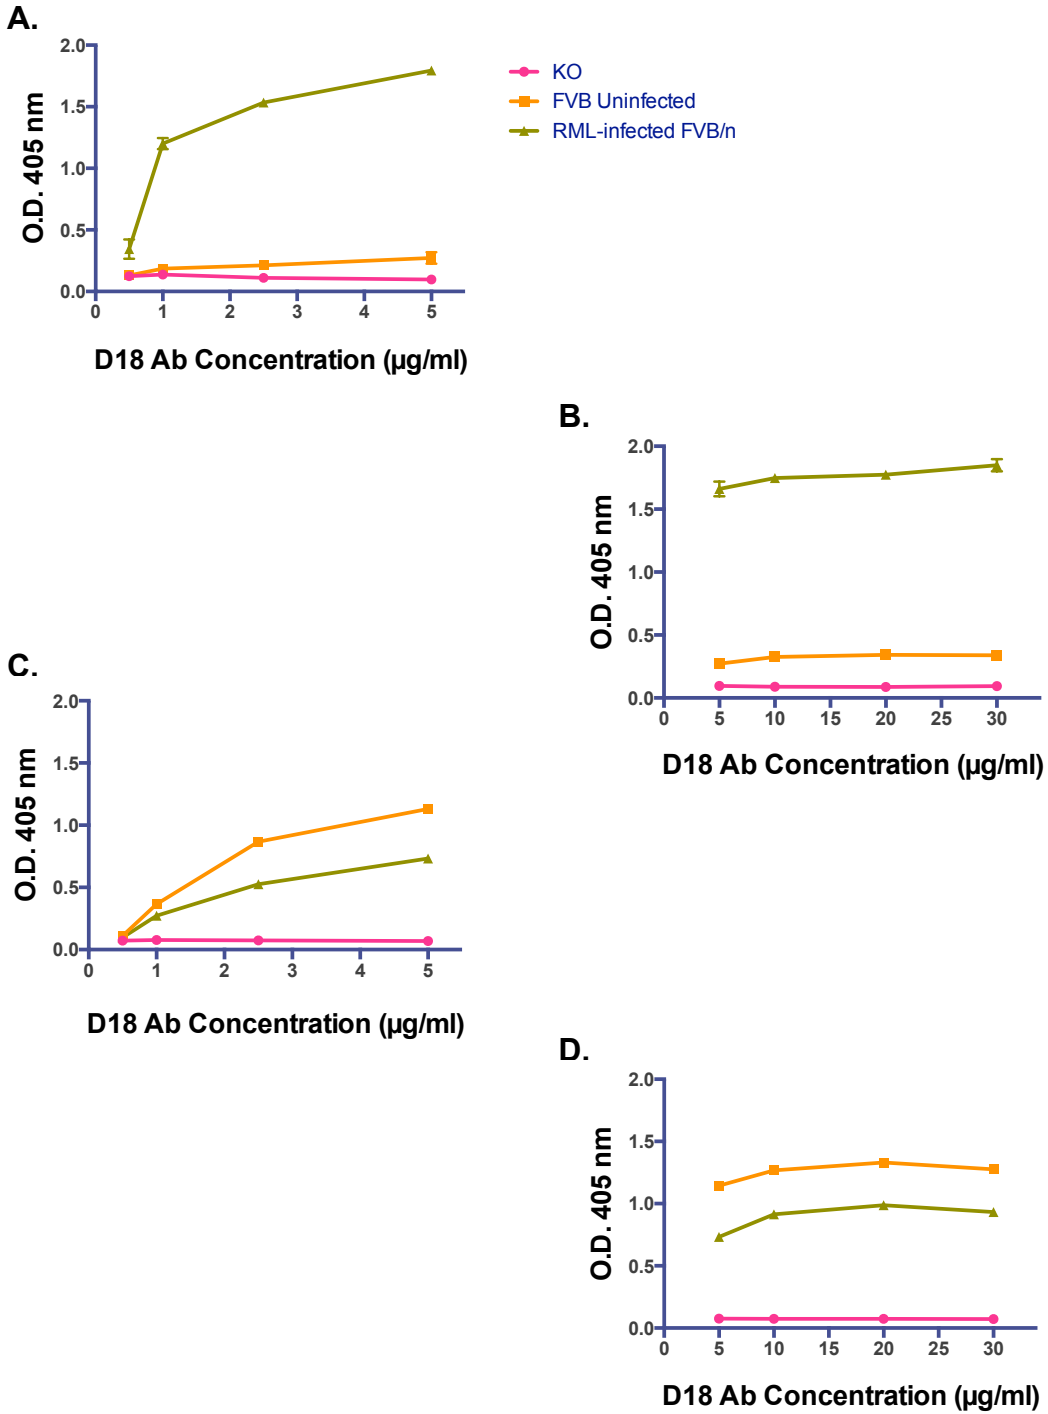 A.
2.0
1.5
1.0
0.5
0.0
O.D. 405 nm
0 1 2 3 4 5
D18 Ab Concentration (µg/ml)
KO
FVB Uninfected
RML-infected FVB/n
B.
2.0
1.5
1.0
0.5
0.0
O.D. 405 nm
0 5 10 15 20 25 30
D18 Ab Concentration (µg/ml)
C.
2.0
1.5
1.0
0.5
0.0
O.D. 405 nm
0 1 2 3 4 5
D18 Ab Concentration (µg/ml)
D.
2.0
1.5
1.0
0.5
0.0
O.D. 405 nm
0 5 10 15 20 25 30
D18 Ab Concentration (µg/ml)